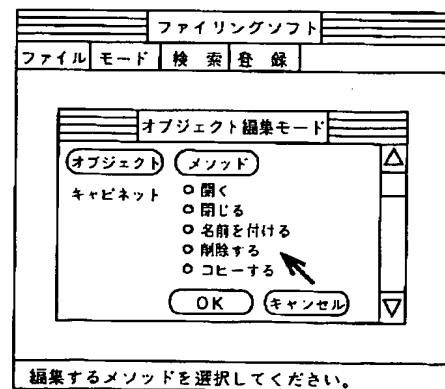 ファイリングソフト
ファイル モード 検索 登録
オブジェクト編集モード
オブジェクト メソッド
キャビネット
開く
閉じる
名前を付ける
削除する
コピーする
OK キャンセル
編集するメソッドを選択してください。